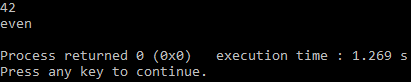 42
even
Process returned 0 (0x0)   execution time : 1.269 s
Press any key to continue.